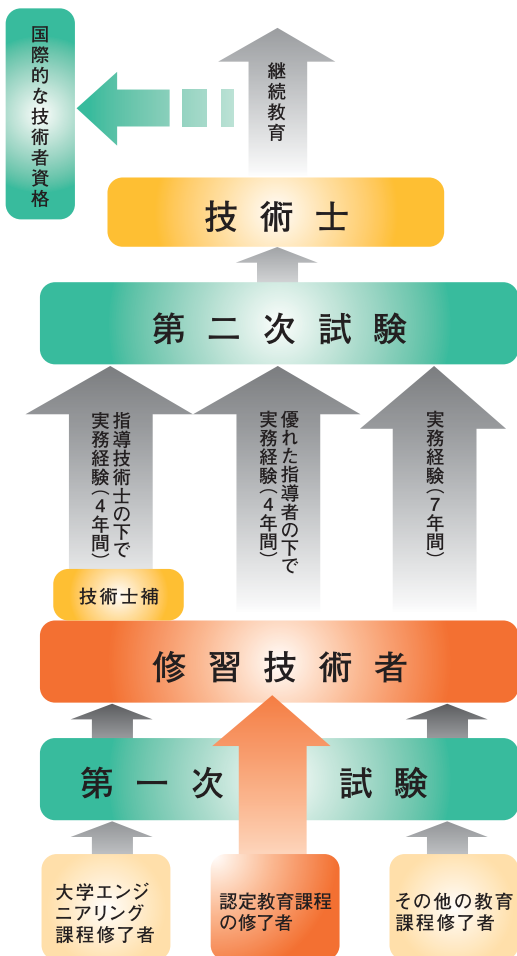 国際的な技術者資格
継続教育
技術士
第二次試験
指導技術士の下で
実務経験（4年間）
優れた指導者の下で
実務経験（4年間）
実務経験（7年間）
技術士補
修習技術者
第一次試験
大学エンジ
ニアリング
課程修了者
認定教育課程
の修了者
その他の教育
課程修了者